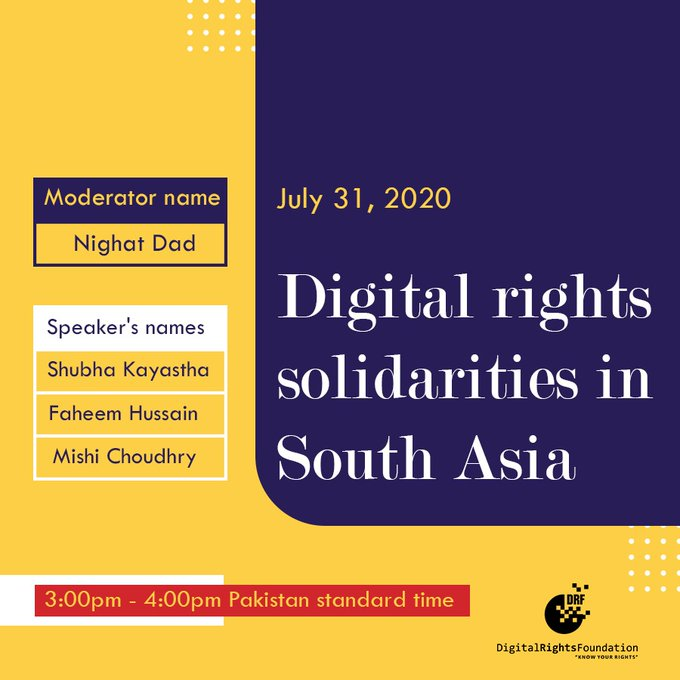 Moderator name
Nighat Dad
Speaker's names
Shubha Kayastha
Faheem Hussain
Mishi Choudhry
July 31, 2020
Digital rights
solidarities in
South Asia
3:00pm - 4:00pm Pakistan standard time
DRF
DigitalRightsFoundation
"KNOW YOUR RIGHTS"